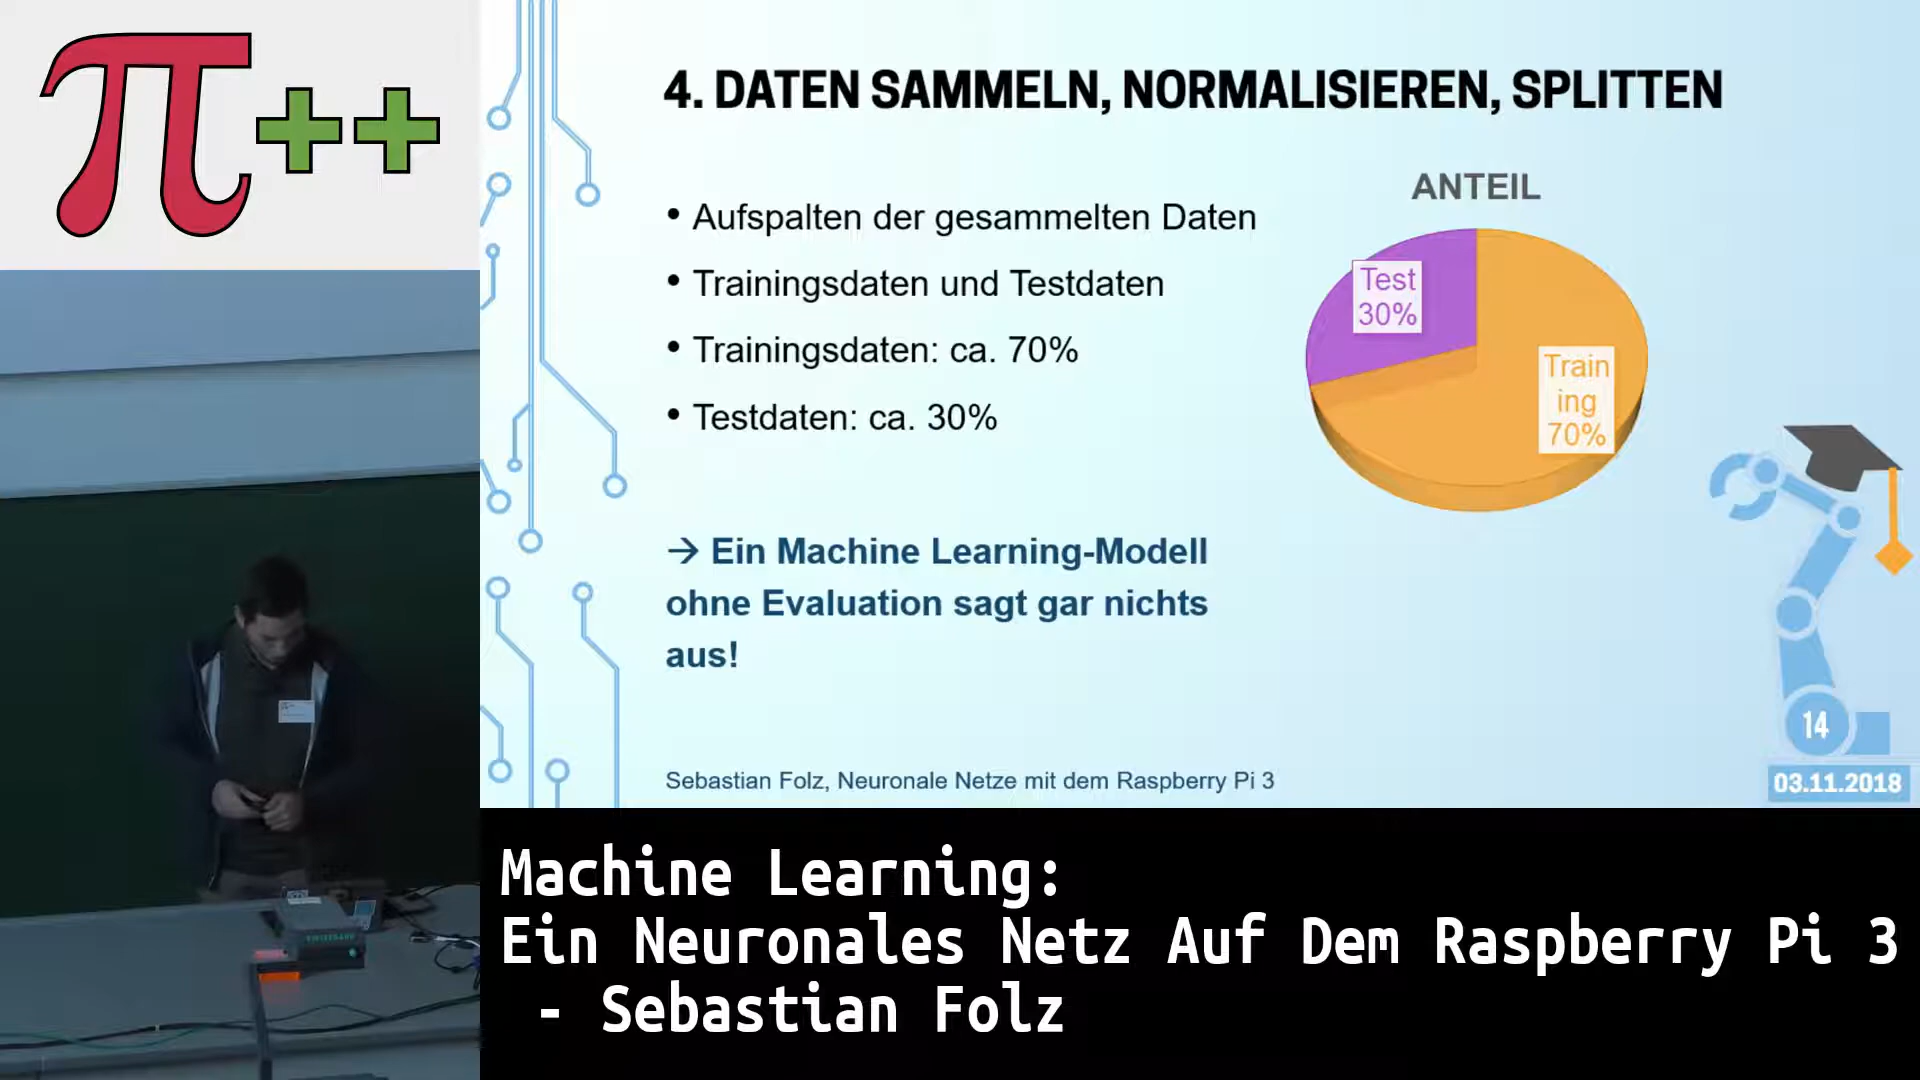 π++
4. DATEN SAMMELN, NORMALISIEREN, SPLITTEN
• Aufspalten der gesammelten Daten
• Trainingsdaten und Testdaten
• Trainingsdaten: ca. 70%
• Testdaten: ca. 30%
→ Ein Machine Learning-Modell
ohne Evaluation sagt gar nichts
aus!
ANTEIL
Test
30%
Train
ing
70%
14
Sebastian Folz, Neuronale Netze mit dem Raspberry Pi 3
03.11.2018
Machine Learning:
Ein Neuronales Netz Auf Dem Raspberry Pi 3
- Sebastian Folz